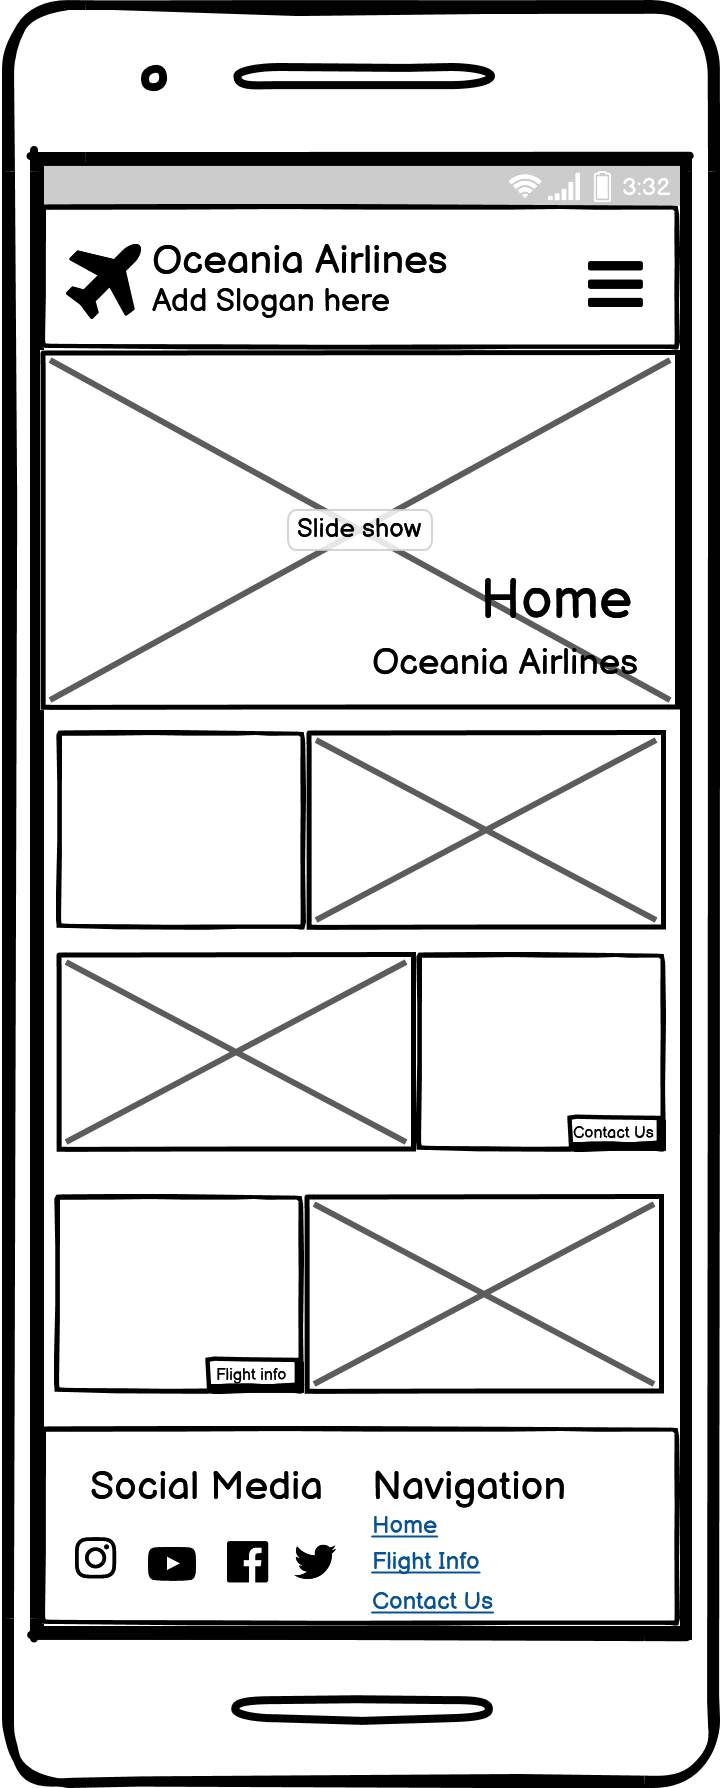 3:32
Oceania Airlines
Add Slogan here
Slide show
Home
Oceania Airlines
Contact Us
Flight info
Social Media
Navigation
Home
Flight Info
Contact Us